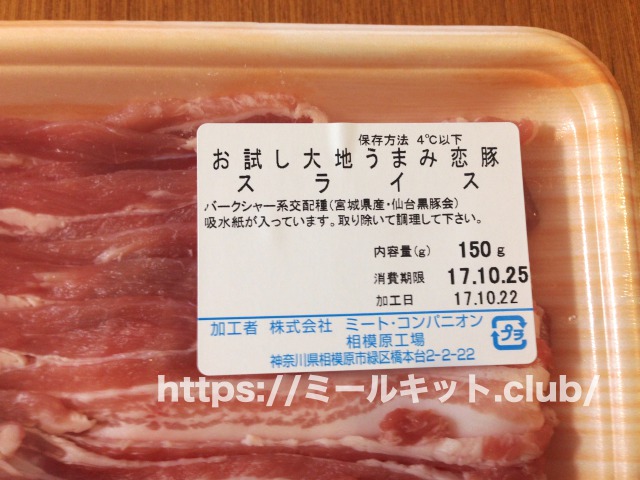 保存方法 4℃以下
お試し大地うまみ恋豚
スライス
バークシャー系交配種(宮城県産・仙台黒豚会)
吸水紙が入っています。取り除いて調理して下さい。
内容量(g) 150g
消費期限 17.10.25
加工日 17.10.22
加工者 株式会社 ミート・コンパニオン
相模原工場
神奈川県相模原市緑区橋本台2-2-22
プラ
https://ミールキット.club/